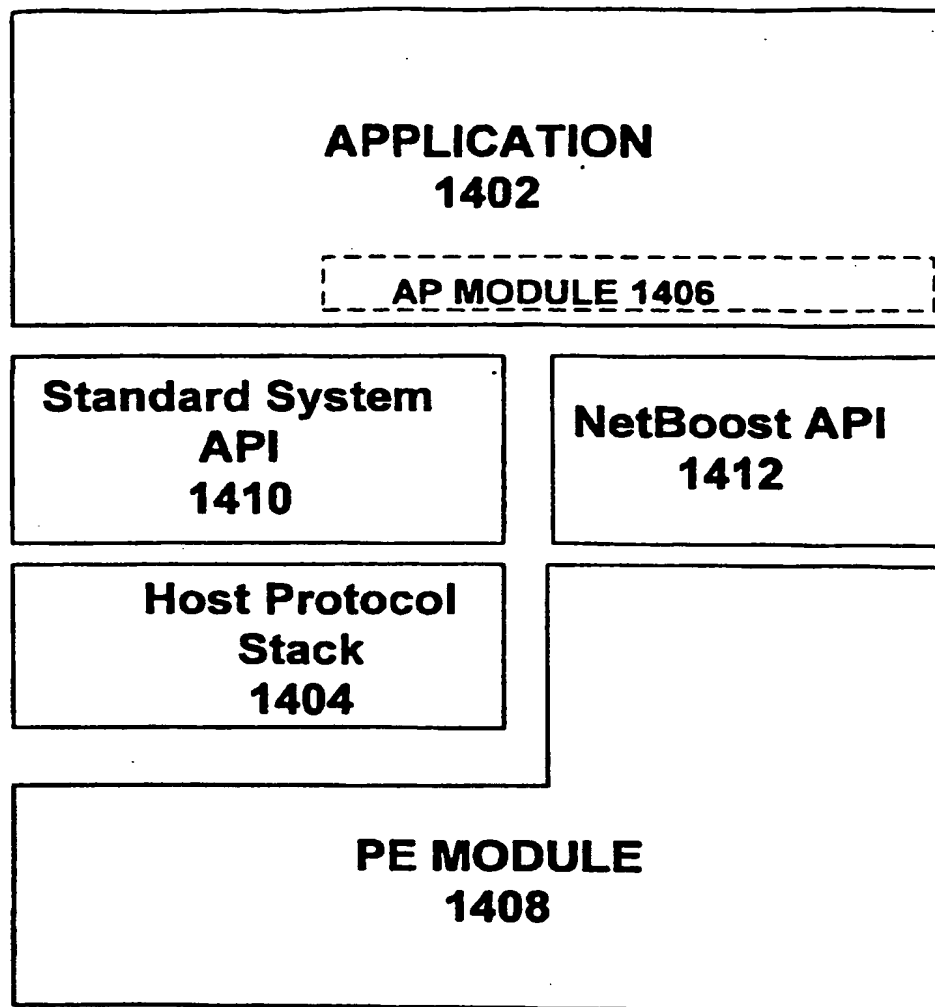 APPLICATION
1402
AP MODULE 1406
Standard System
API
1410
NetBoost API
1412
Host Protocol
Stack
1404
PE MODULE
1408